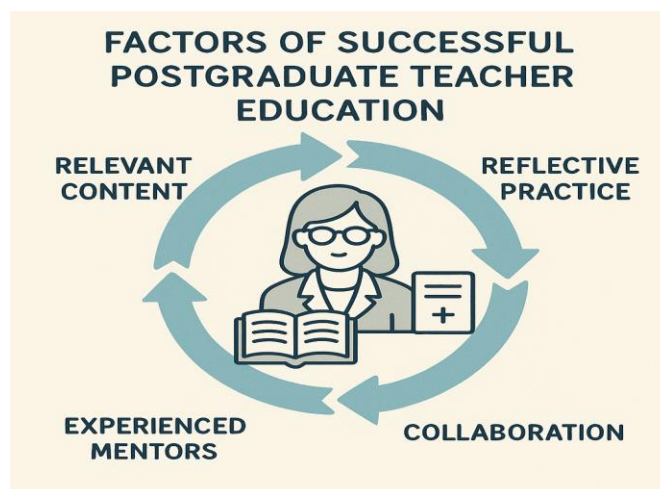 FACTORS OF SUCCESSFUL
POSTGRADUATE TEACHER
EDUCATION
RELEVANT
CONTENT
REFLECTIVE
PRACTICE
EXPERIENCED
MENTORS
COLLABORATION